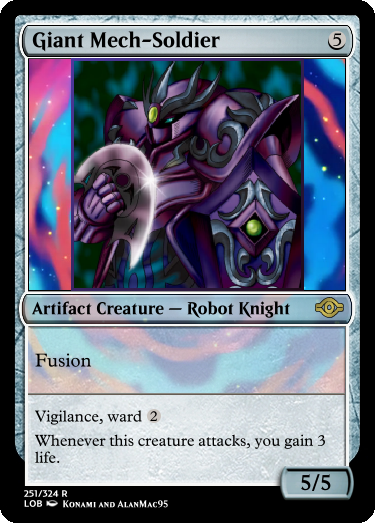 Giant Mech-Soldier 5
Artifact Creature — Robot Knight
Fusion
Vigilance, ward 2
Whenever this creature attacks, you gain 3
life.
5/5
251/324 R
LOB Konami and AlanMac95